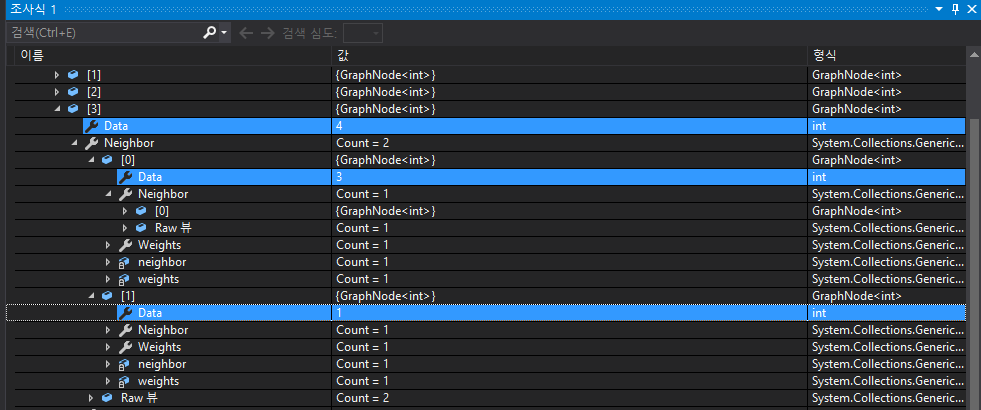 조사식 1
검색(Ctrl+E) 검색 심도:
이름 값 형식
[1] {GraphNode<int>} GraphNode<int>
[2] {GraphNode<int>} GraphNode<int>
[3] {GraphNode<int>} GraphNode<int>
Data 4 int
Neighbor Count = 2 System.Collections.Generic...
[0] {GraphNode<int>} GraphNode<int>
Data 3 int
Neighbor Count = 1 System.Collections.Generic...
[0] {GraphNode<int>} GraphNode<int>
Raw 뷰 Count = 1 System.Collections.Generic...
Weights Count = 1 System.Collections.Generic...
neighbor Count = 1 System.Collections.Generic...
weights Count = 1 System.Collections.Generic...
[1] {GraphNode<int>} GraphNode<int>
Data 1 int
Neighbor Count = 1 System.Collections.Generic...
Weights Count = 1 System.Collections.Generic...
neighbor Count = 1 System.Collections.Generic...
weights Count = 1 System.Collections.Generic...
Raw 뷰 Count = 2 System.Collections.Generic...